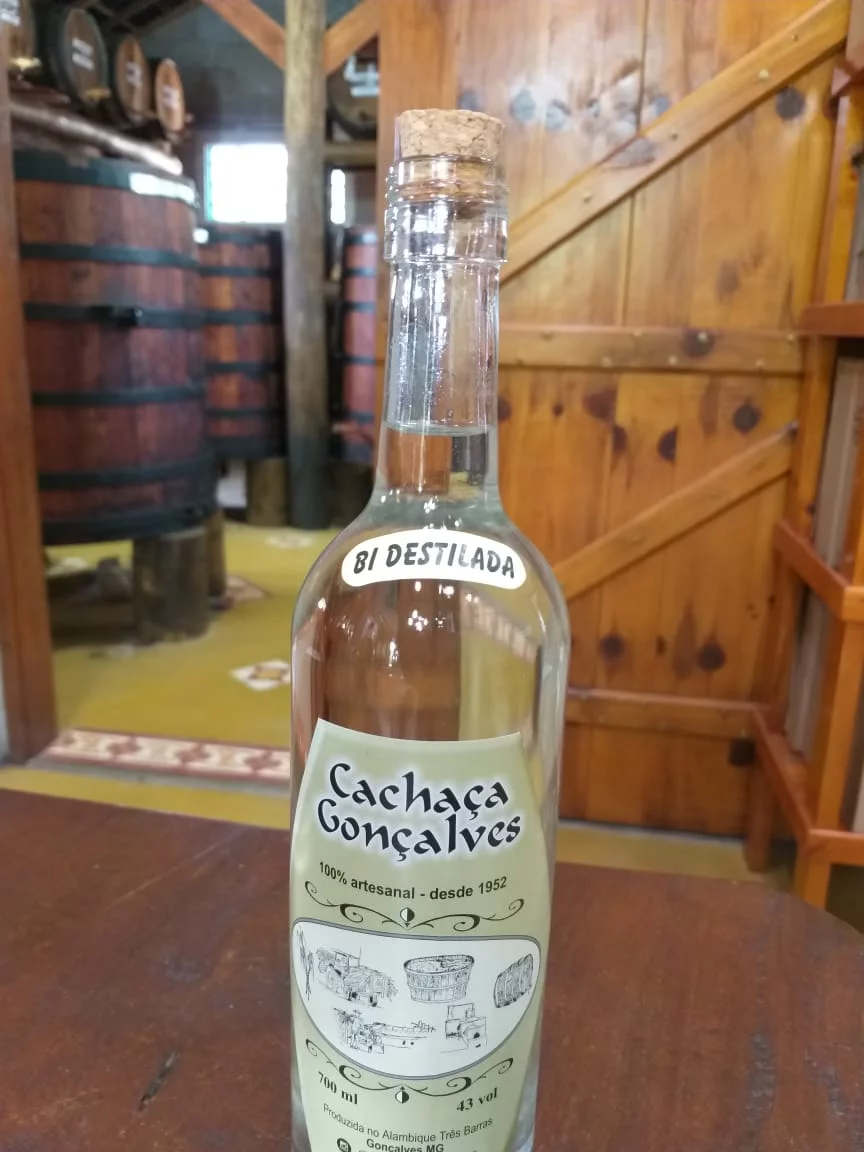 BI DESTILADA
Cachaça
Gonçalves
100% artesanal - desde 1952
700 ml
43 vol
Produzida no Alambique Três Barras
Gonçalves MG